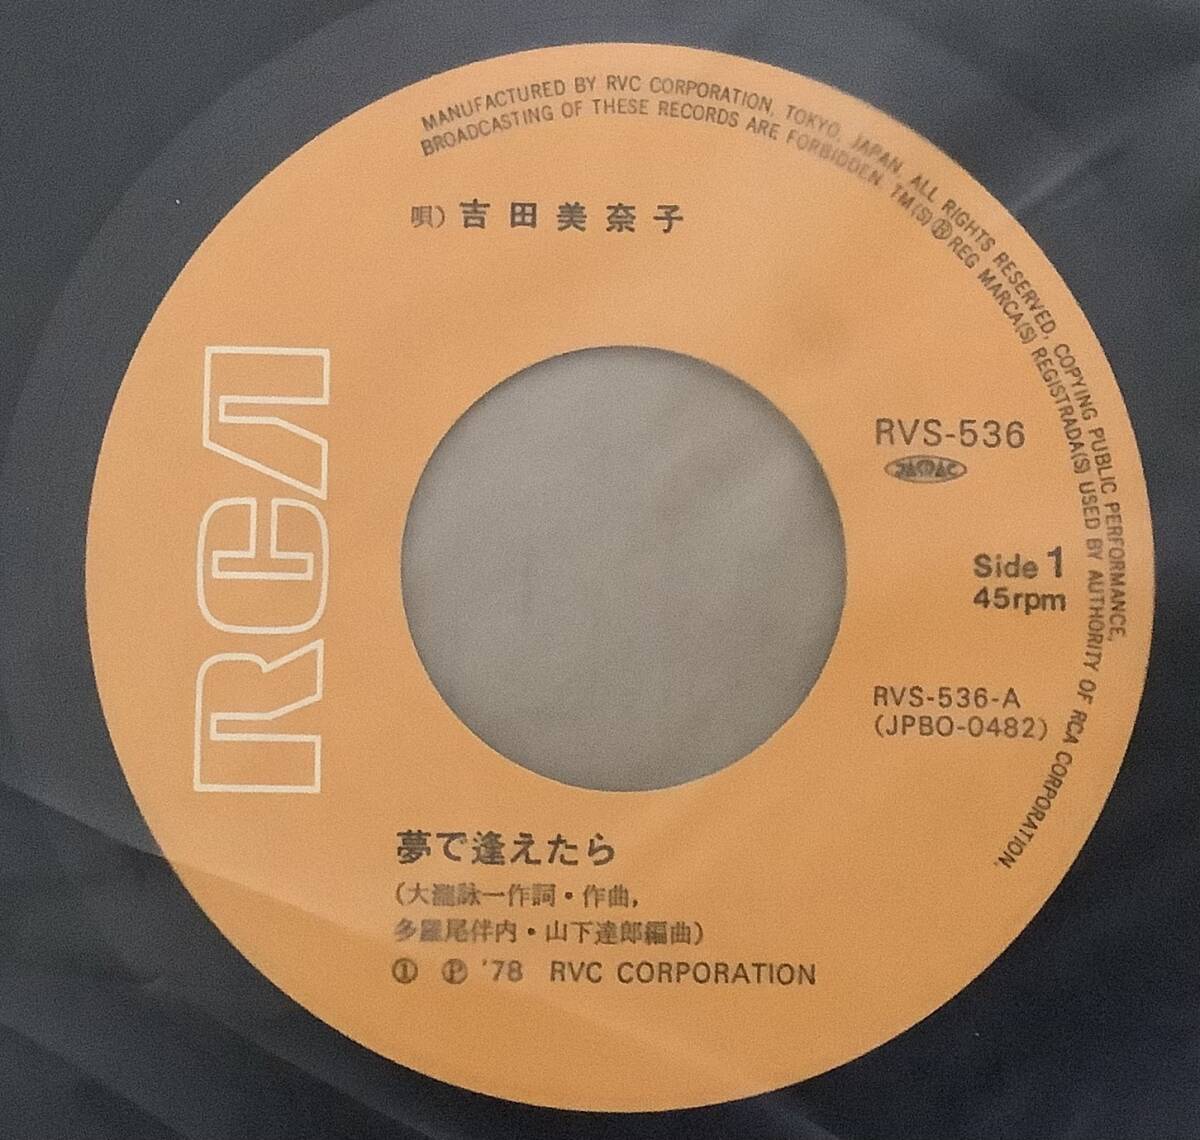 MANUFACTURED BY RVC CORPORATION, TOKYO, JAPAN, ALL RIGHTS RESERVED, COPYING PUBLIC PERFORMANCE,
BROADCASTING OF THESE RECORDS ARE FORBIDDEN. TM(S)Ⓡ REG MARCA(S) REGISTRADA(S) USED BY AUTHORITY OF RCA CORPORATION.
唄)吉田美奈子
RCA
RVS-536
JASRAC
Side 1
45rpm
RVS-536-A
(JPBO-0482)
夢で逢えたら
(大瀧詠一作詞・作曲,
多羅尾伴内・山下達郎編曲)
① Ⓟ '78 RVC CORPORATION